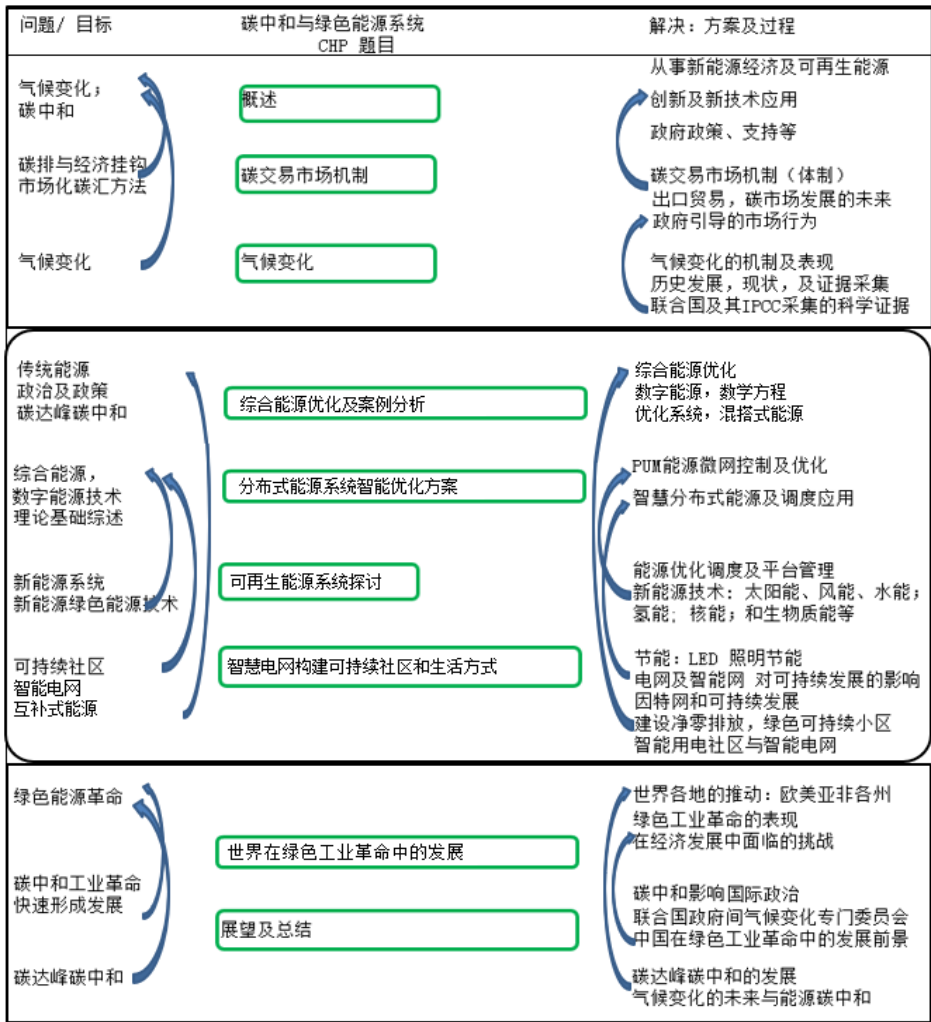 问题/ 目标
碳中和与绿色能源系统
CHP 题目
解决：方案及过程
气候变化；
碳中和
概述
从事新能源经济及可再生能源
创新及新技术应用
政府政策、支持等
碳排与经济挂钩
市场化碳汇方法
碳交易市场机制
碳交易市场机制（体制）
出口贸易，碳市场发展的未来
政府引导的市场行为
气候变化
气候变化
气候变化的机制及表现
历史发展，现状，及证据采集
联合国及其IPCC采集的科学证据
传统能源
政治及政策
碳达峰碳中和
综合能源优化及案例分析
综合能源优化
数字能源，数学方程
优化系统，混搭式能源
综合能源，
数字能源技术
理论基础综述
分布式能源系统智能优化方案
PUM能源微网控制及优化
智慧分布式能源及调度应用
新能源系统
新能源绿色能源技术
可再生能源系统探讨
能源优化调度及平台管理
新能源技术：太阳能、风能、水能；
氢能；核能；和生物质能等
可持续社区
智能电网
互补式能源
智慧电网构建可持续社区和生活方式
节能：LED 照明节能
电网及智能网 对可持续发展的影响
因特网和可持续发展
建设净零排放，绿色可持续小区
智能用电社区与智能电网
绿色能源革命
世界在绿色工业革命中的发展
世界各地的推动：欧美亚非各州
绿色工业革命的表现
在经济发展中面临的挑战
碳中和工业革命
快速形成发展
展望及总结
碳中和影响国际政治
联合国政府间气候变化专门委员会
中国在绿色工业革命中的发展前景
碳达峰碳中和
碳达峰碳中和的发展
气候变化的未来与能源碳中和